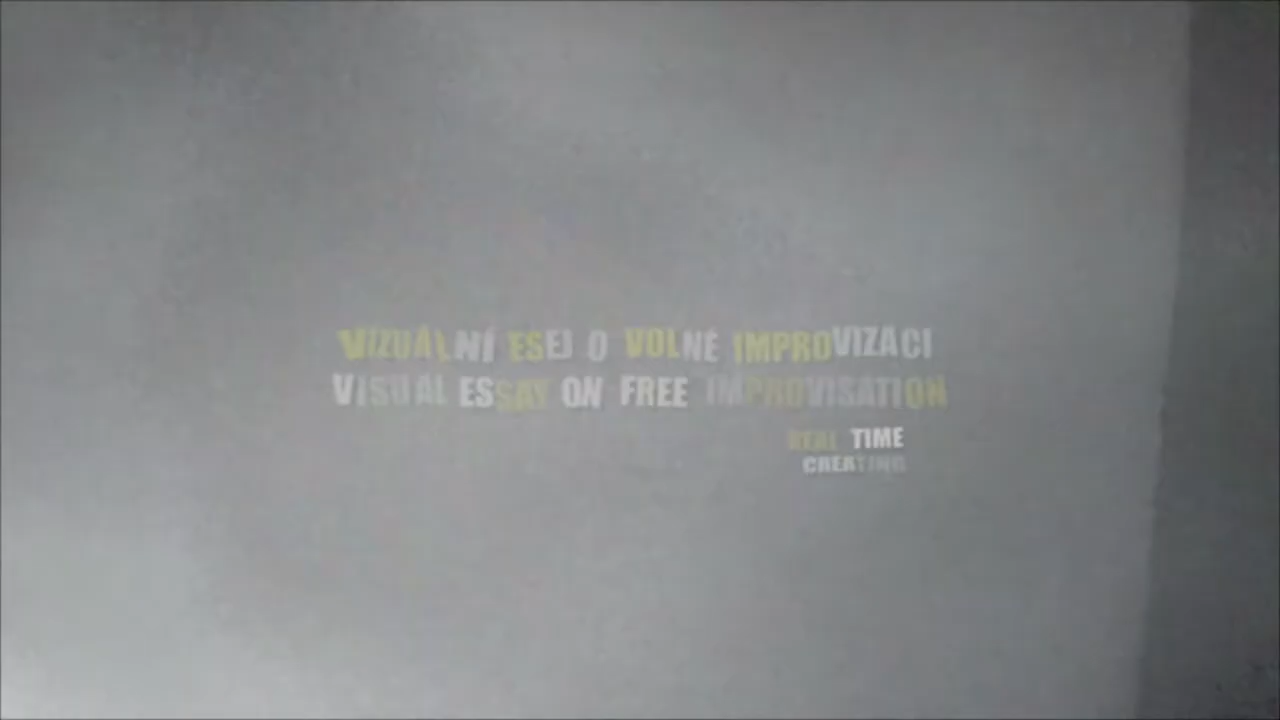 VIZUÁLNÍ ESEJ O VOLNÉ IMPROVIZACI
VISUAL ESSAY ON FREE IMPROVISATION
REAL TIME
CREATING